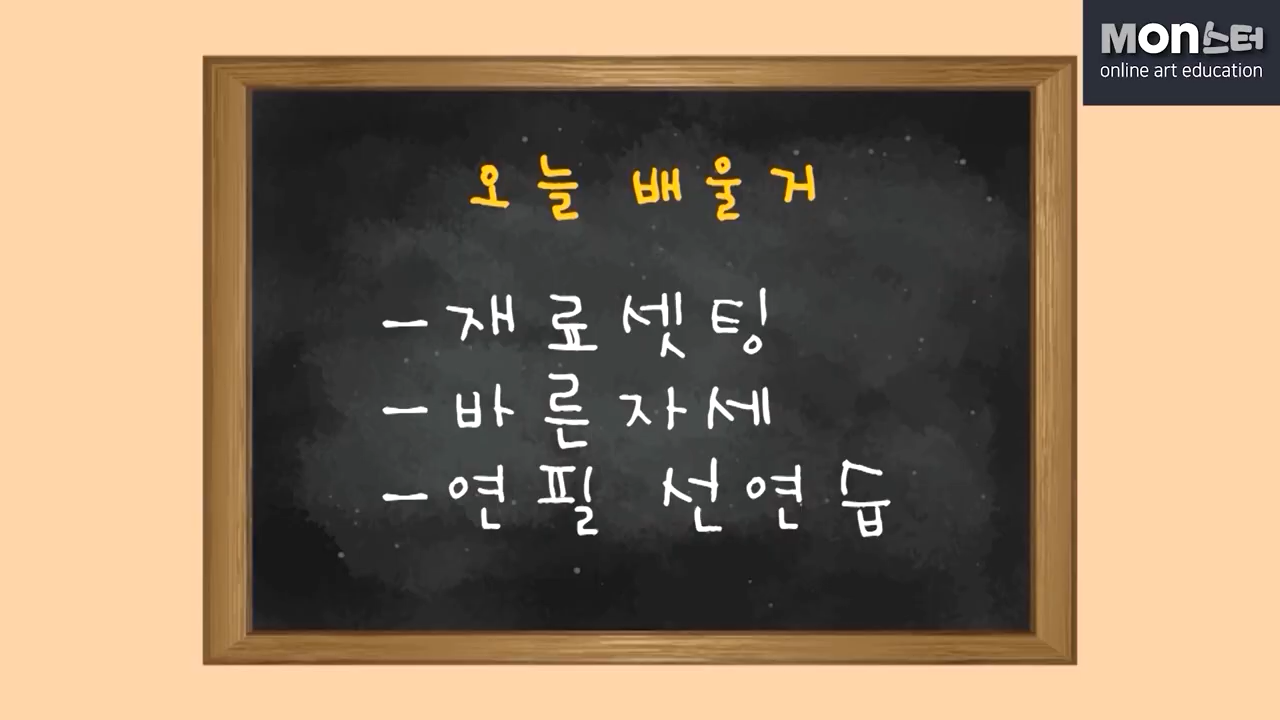 Mon스터
online art education
오늘 배울거
- 재료셋팅
- 바른자세
- 연필 선연습